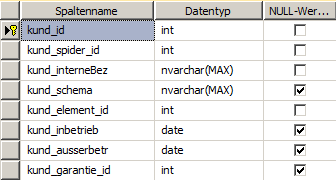 Spaltenname Datentyp NULL-Wer...
kund_id int
kund_spider_id int
kund_interneBez nvarchar(MAX)
kund_schema nvarchar(MAX)
kund_element_id int
kund_inbetrieb date
kund_ausserbetr date
kund_garantie_id int